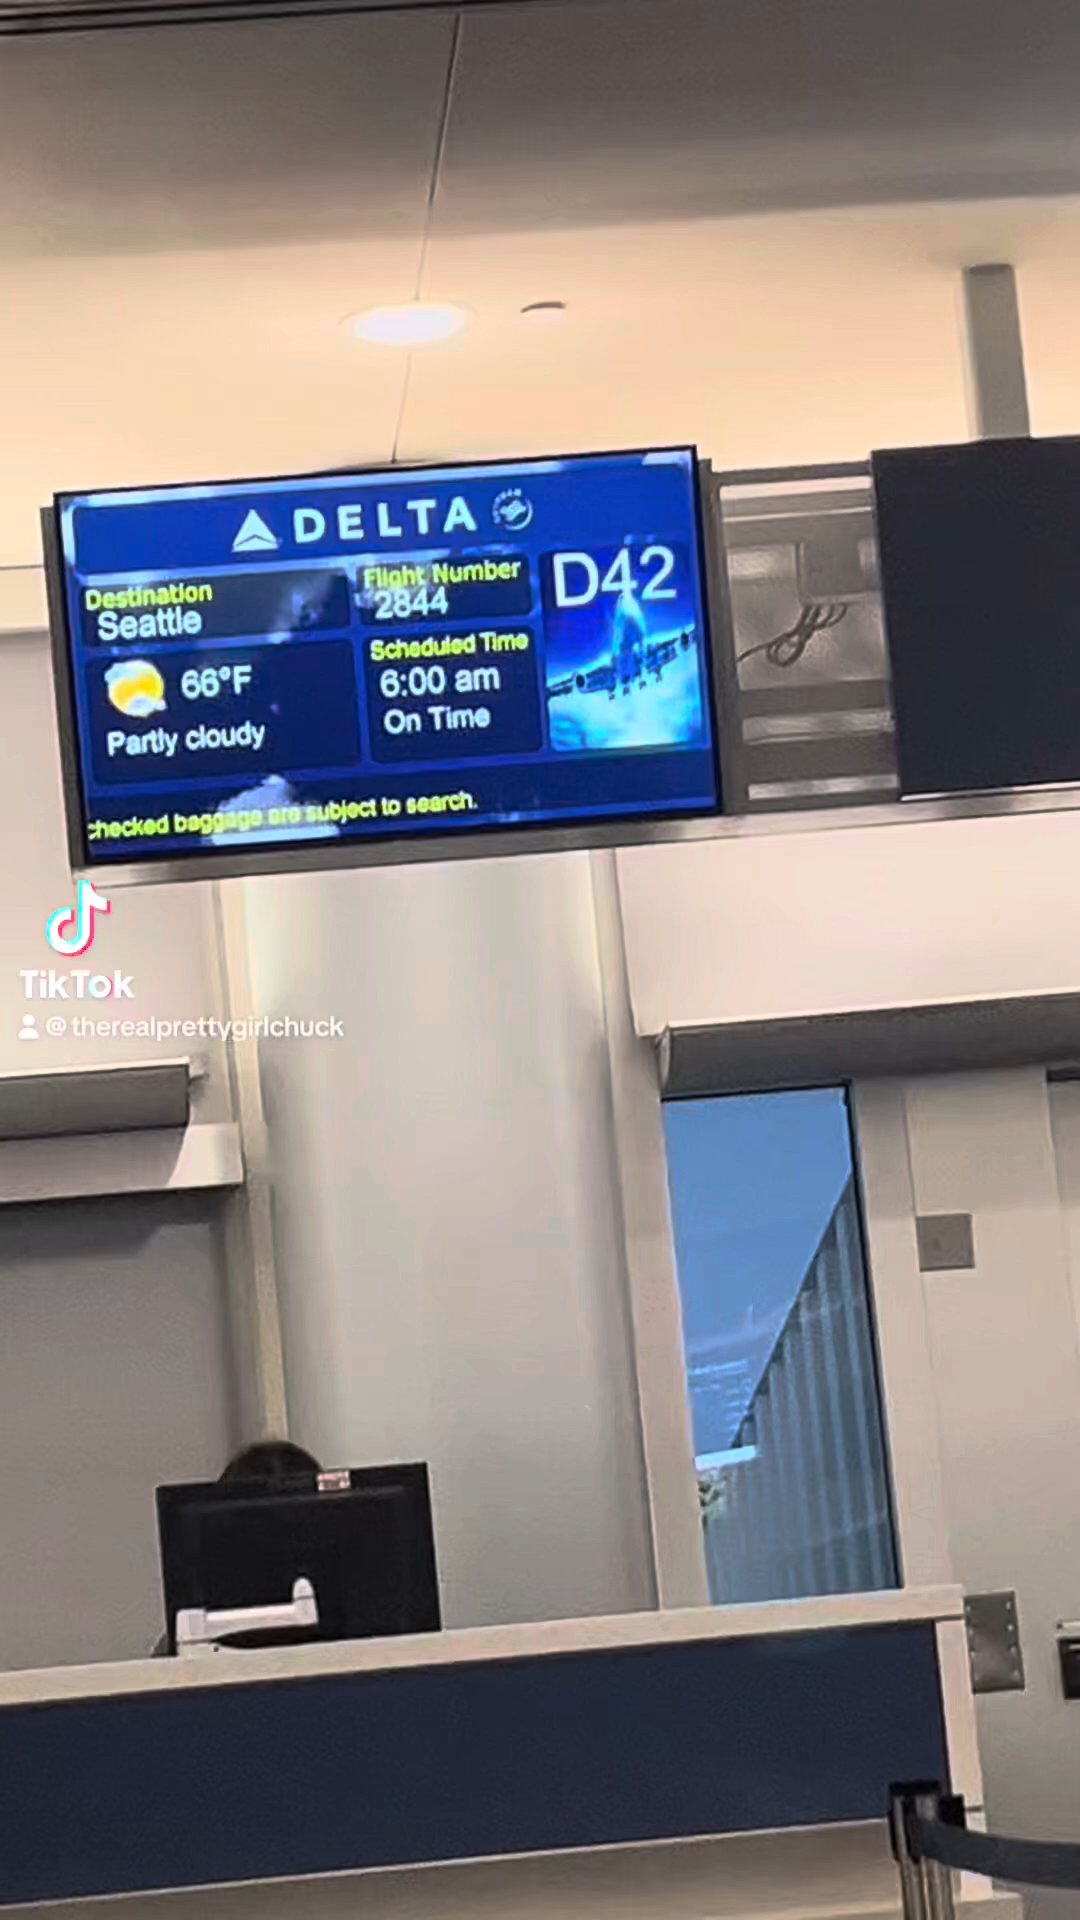 DELTA
Destination
Seattle
Flight Number
2844
D42
66°F
Partly cloudy
Scheduled Time
6:00 am
On Time
checked baggage are subject to search.
TikTok
@therealprettygirlchuck